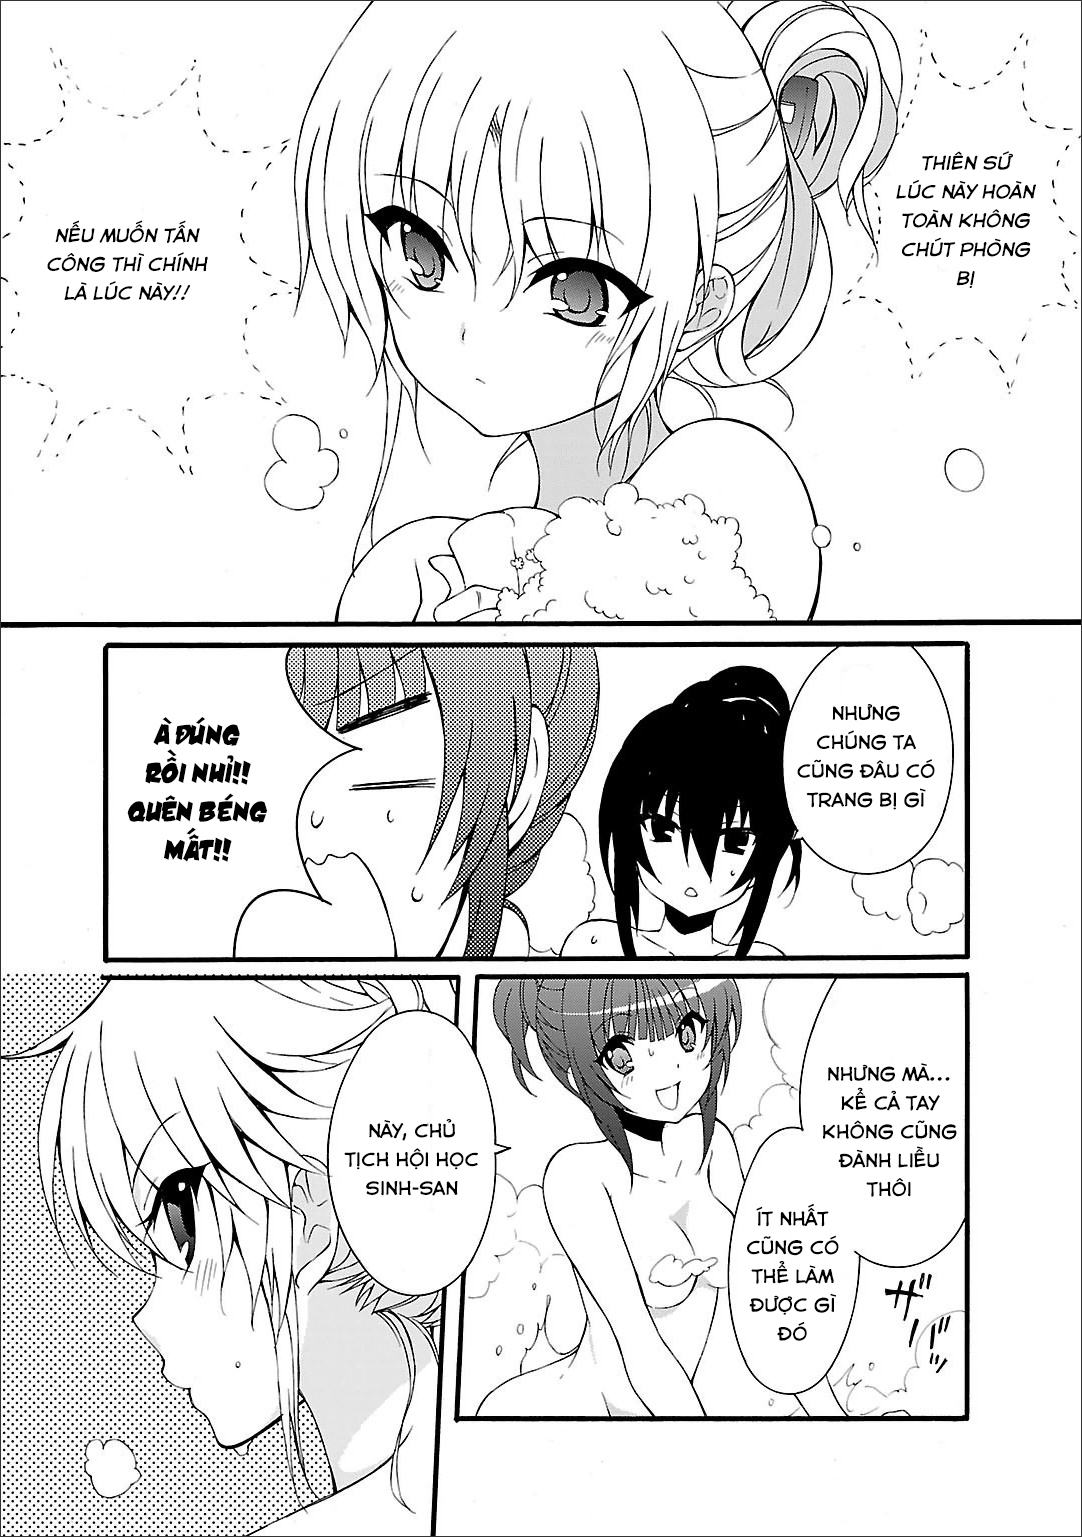 THIÊN SỨ
LÚC NÀY HOÀN
TOÀN KHÔNG
CHÚT PHÒNG
BỊ
NẾU MUỐN TẤN
CÔNG THÌ CHÍNH
LÀ LÚC NÀY!!
NHƯNG
CHÚNG TA
CŨNG ĐÂU CÓ
TRANG BỊ GÌ
À ĐÚNG
RỒI NHỈ!!
QUÊN BÉNG
MẤT!!
NHƯNG MÀ...
KỂ CẢ TAY
KHÔNG CŨNG
ĐÀNH LIỀU
THÔI
ÍT NHẤT
CŨNG CÓ
THỂ LÀM
ĐƯỢC GÌ
ĐÓ
ザバッ
NÀY, CHỦ
TỊCH HỘI HỌC
SINH-SAN